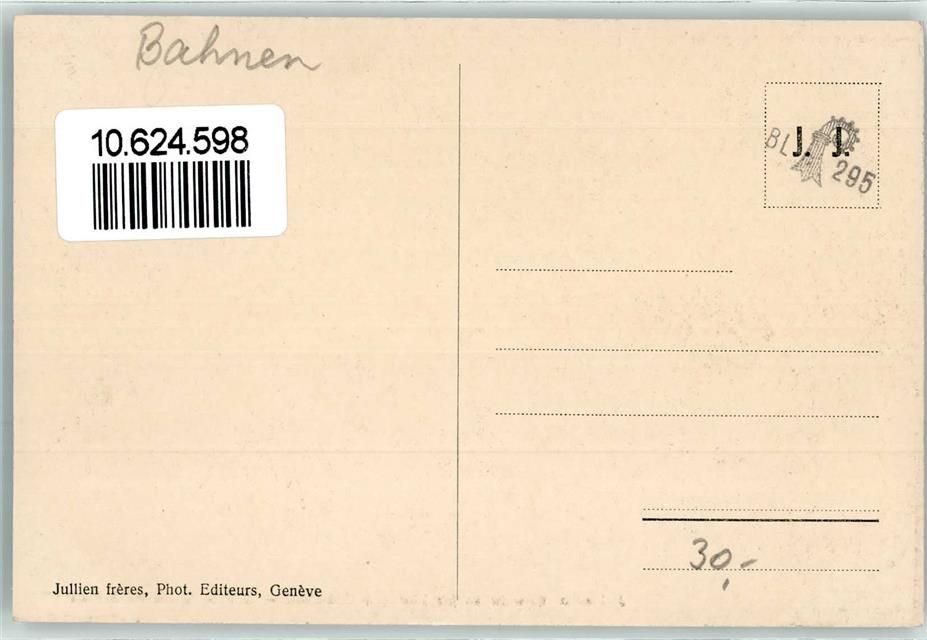 Bahnen
10.624.598
J. J.
BL 295
30,-
Jullien frères, Phot. Editeurs, Genève